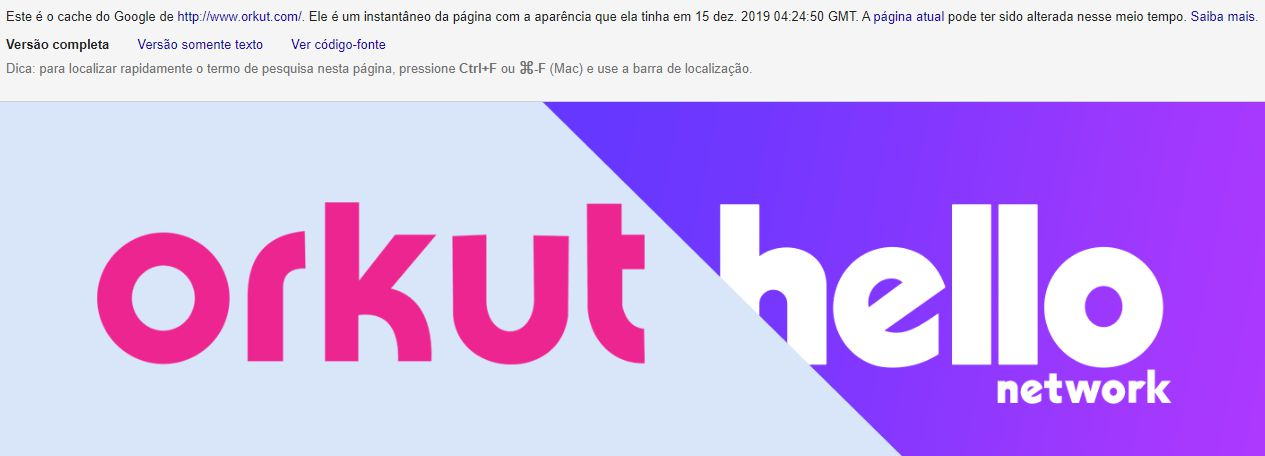 Este é o cache do Google de http://www.orkut.com/. Ele é um instantâneo da página com a aparência que ela tinha em 15 dez. 2019 04:24:50 GMT. A página atual pode ter sido alterada nesse meio tempo. Saiba mais.
Versão completa Versão somente texto Ver código-fonte
Dica: para localizar rapidamente o termo de pesquisa nesta página, pressione Ctrl+F ou ⌘-F (Mac) e use a barra de localização.
orkut hello
network